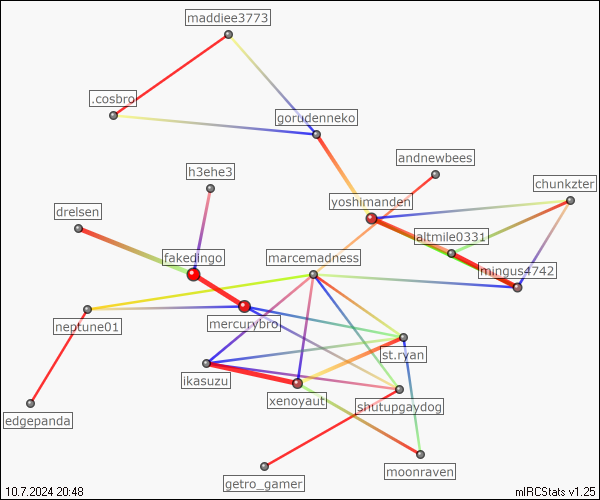 maddiee3773
.cosbro
gorudenneko
andnewbees
h3ehe3
chunkzter
yoshimanden
drelsen
altmile0331
fakedingo
marcemadness
mingus4742
neptune01
mercurybro
st.ryan
ikasuzu
xenoyaut
shutupgaydog
edgepanda
moonraven
getro_gamer
10.7.2024 20:48
mIRCStats v1.25